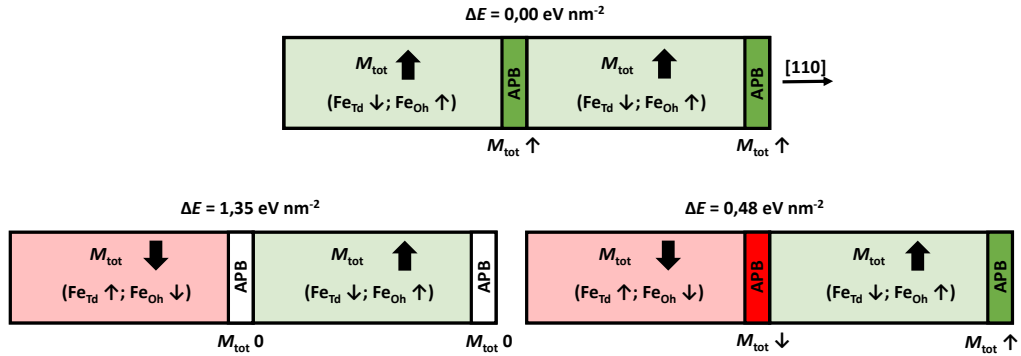 ΔE = 0,00 eV nm⁻²
M_tot M_tot
(Fe_Td ↓; Fe_Oh ↑) APB (Fe_Td ↓; Fe_Oh ↑) APB
[110]
M_tot ↑ M_tot ↑
ΔE = 1,35 eV nm⁻²
M_tot M_tot
(Fe_Td ↑; Fe_Oh ↓) APB (Fe_Td ↓; Fe_Oh ↑) APB
M_tot 0 M_tot 0
ΔE = 0,48 eV nm⁻²
M_tot M_tot
(Fe_Td ↑; Fe_Oh ↓) APB (Fe_Td ↓; Fe_Oh ↑) APB
M_tot ↓ M_tot ↑